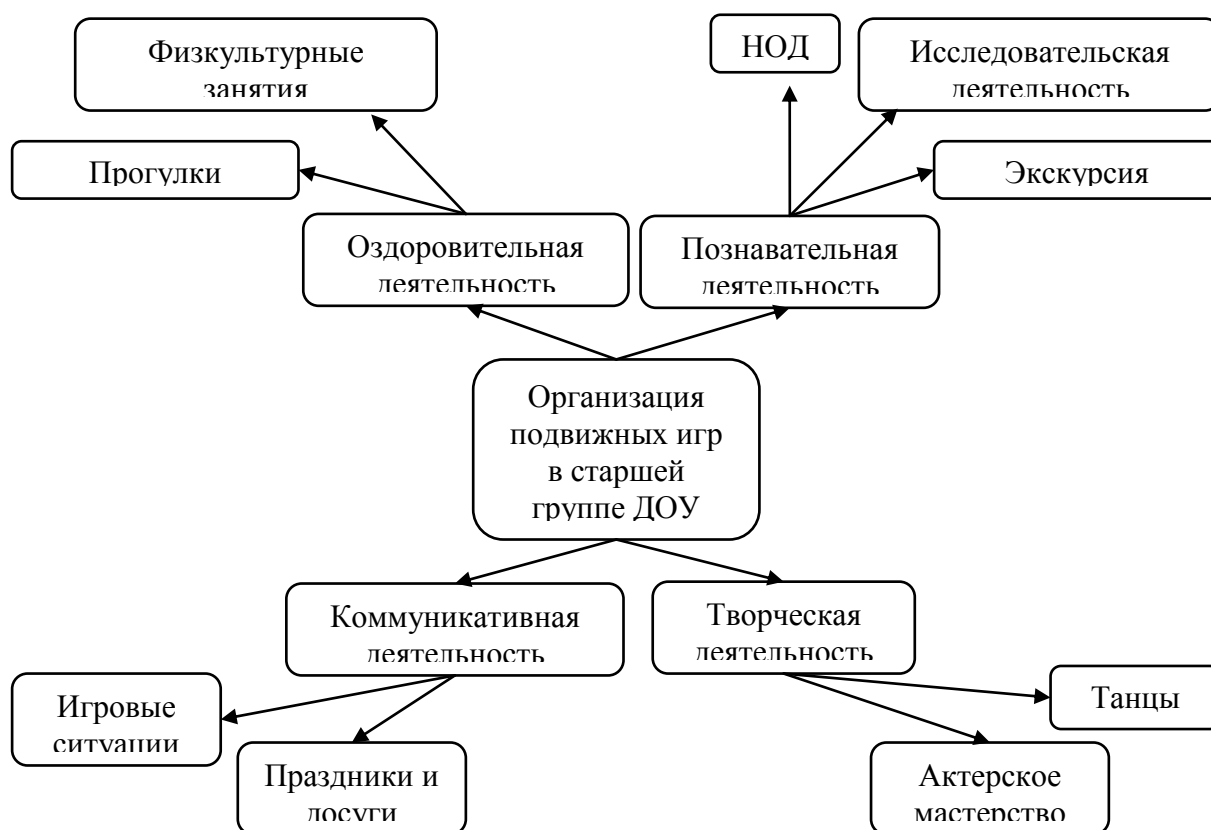 Физкультурные
занятия
НОД
Исследовательская
деятельность
Прогулки
Экскурсия
Оздоровительная
деятельность
Познавательная
деятельность
Организация
подвижных игр
в старшей
группе ДОУ
Коммуникативная
деятельность
Творческая
деятельность
Игровые
ситуации
Танцы
Праздники и
досуги
Актерское
мастерство